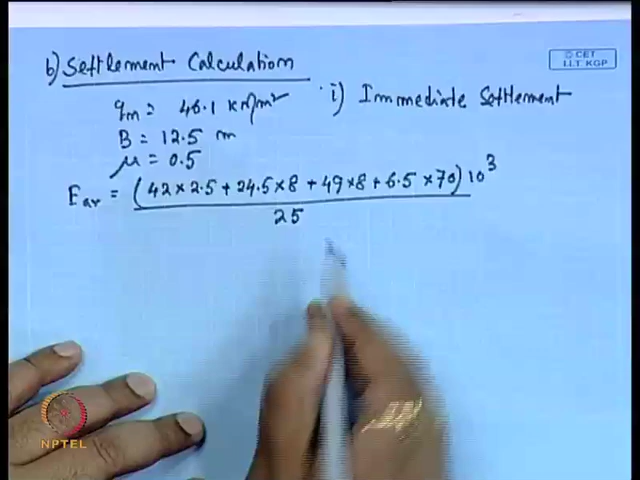 b) Settlement Calculation
© CET
I.I.T. KGP
qm = 46.1 kN/m²
i) Immediate Settlement
B = 12.5 m
μ = 0.5
Eav = (42×2.5+24.5×8+49×8+6.5×70)10³
25
NPTEL